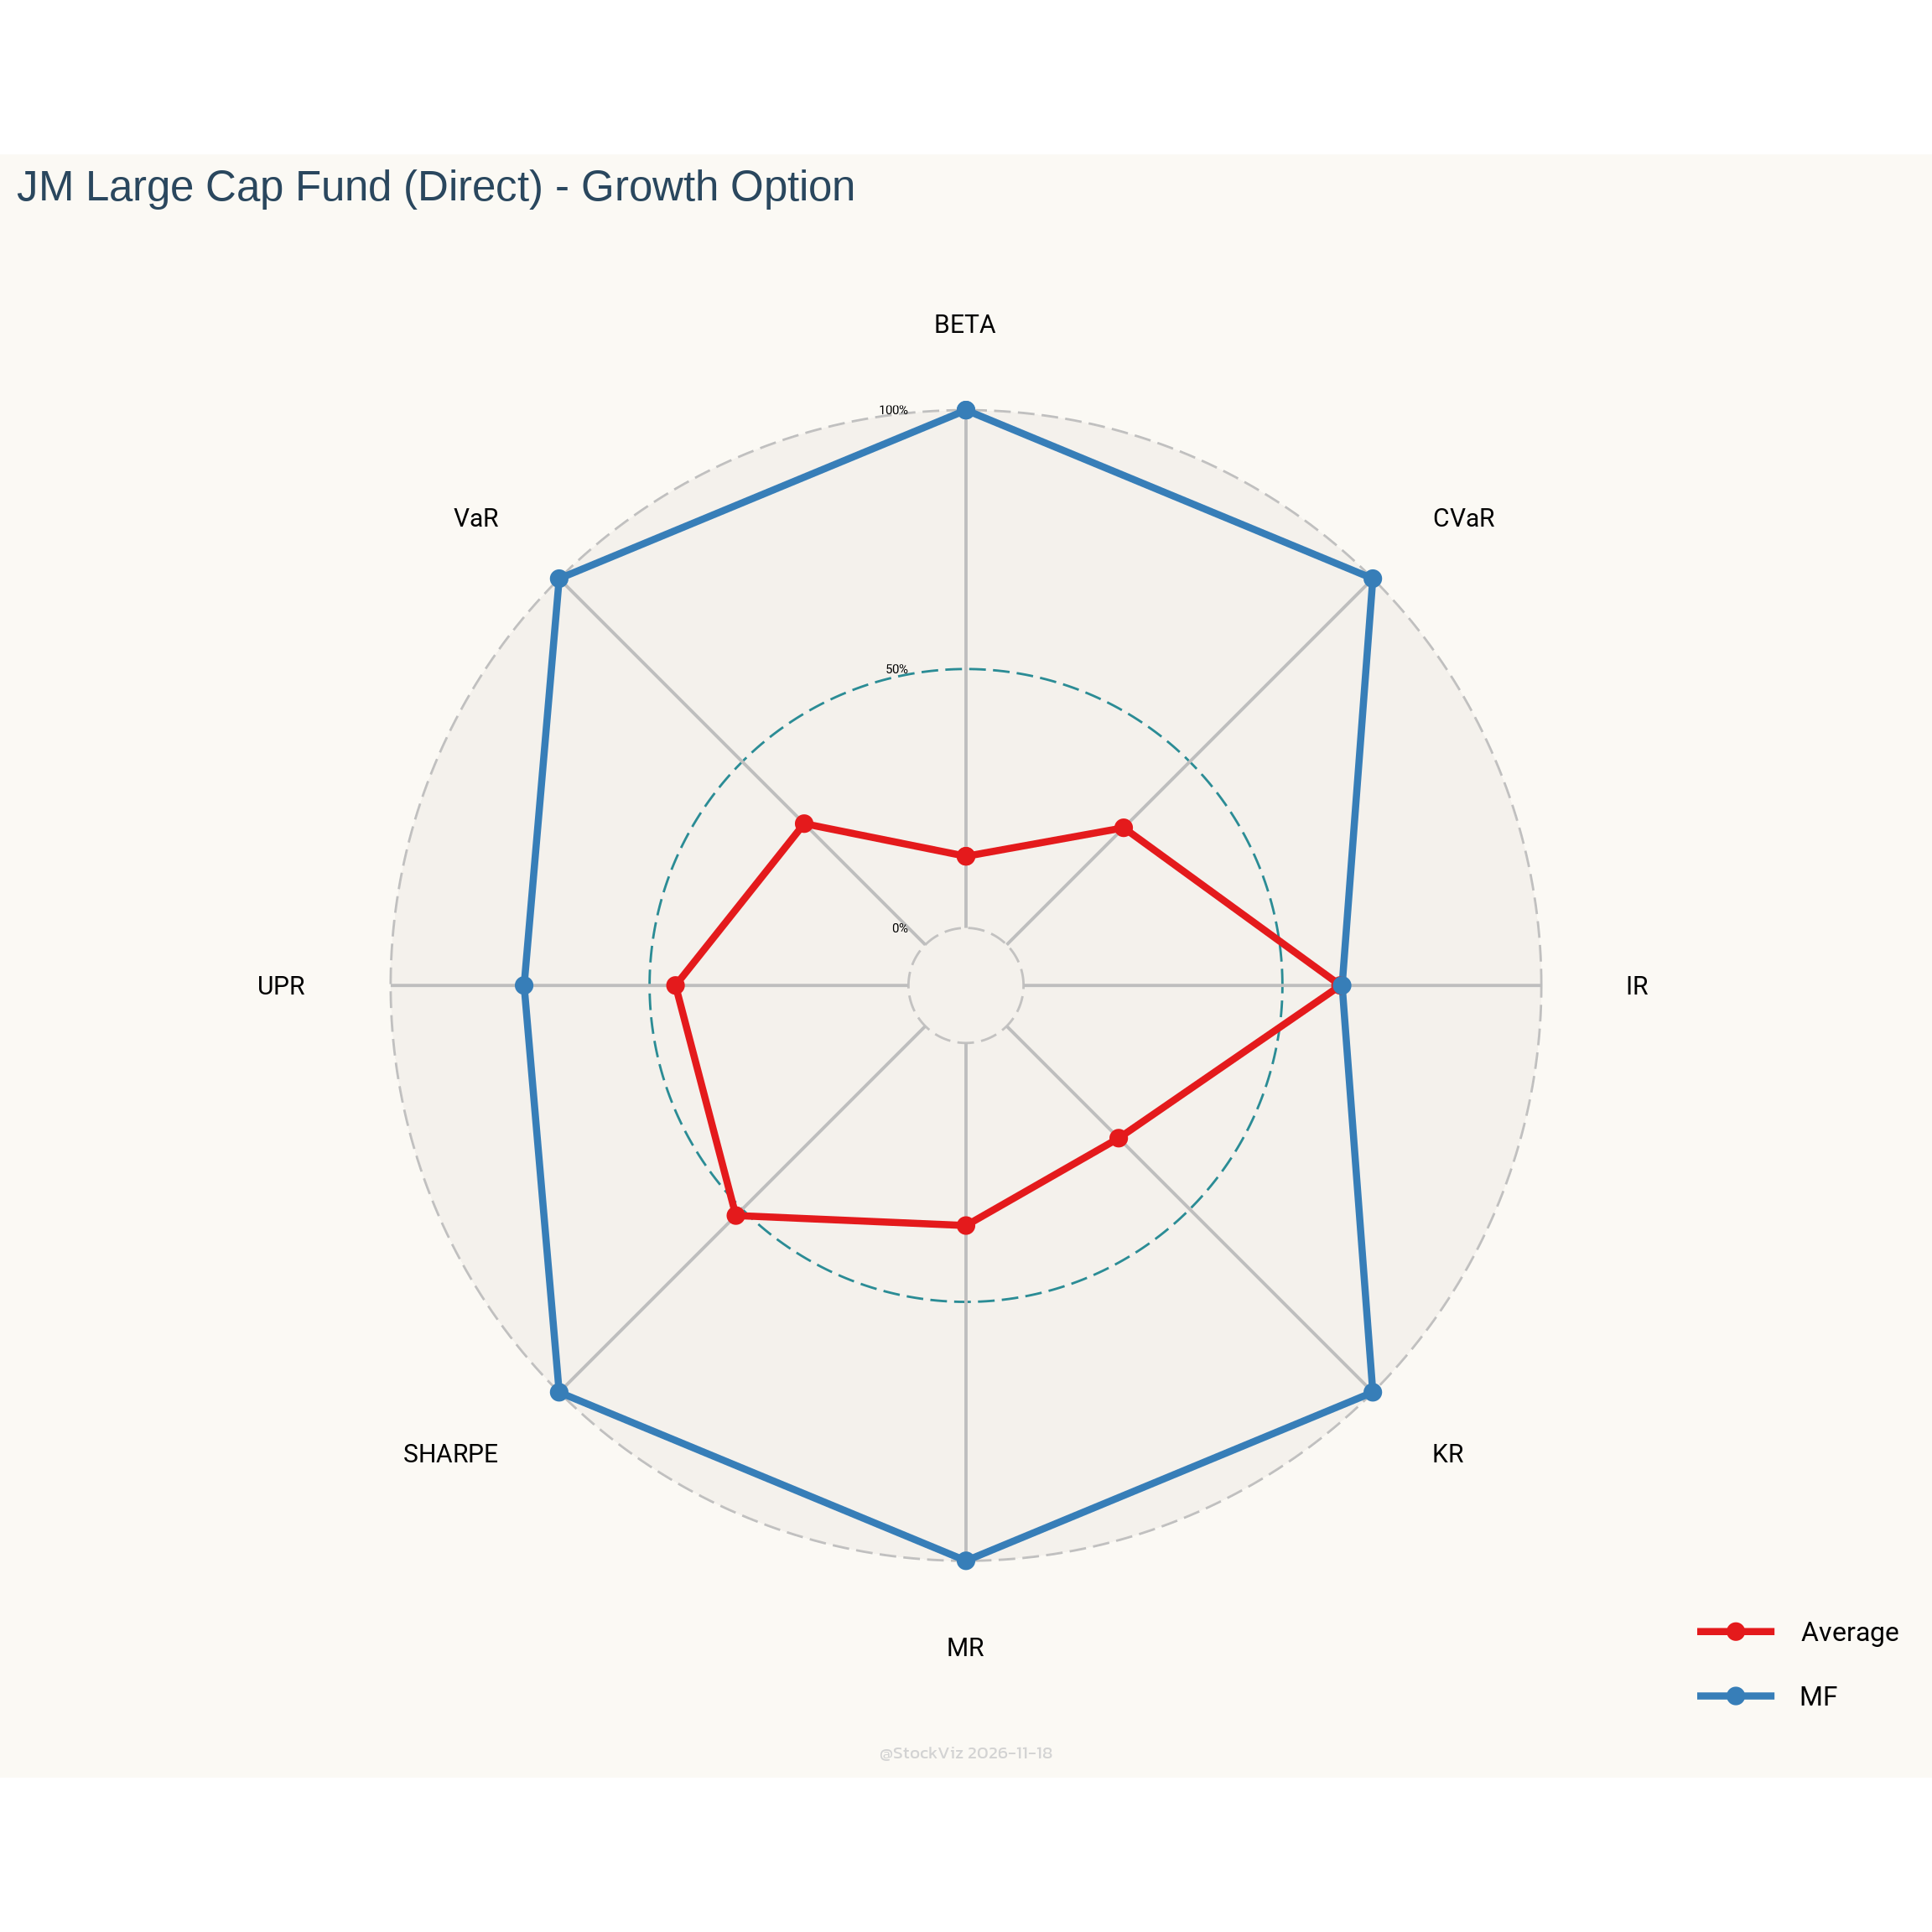 JM Large Cap Fund (Direct) - Growth Option
BETA
100%
VaR
CVaR
50%
0%
UPR
IR
SHARPE
KR
MR
Average
MF
@StockViz 2026-11-18